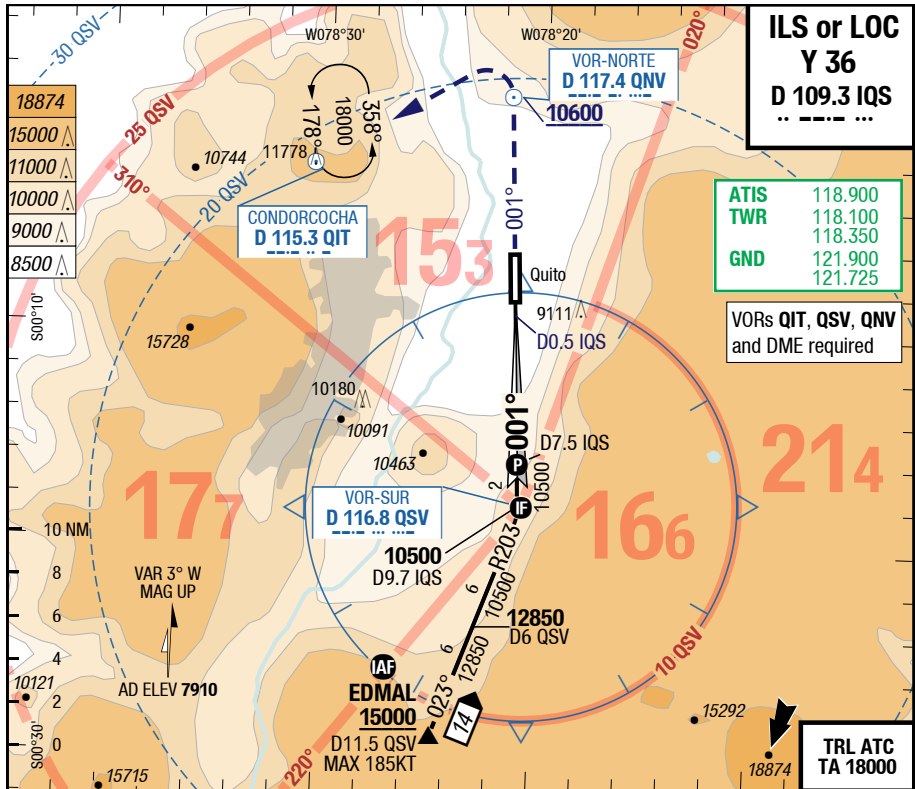 ILS or LOC
Y 36
D 109.3 IQS
30 QSV
W078°30'
W078°20'
020°
VOR-NORTE
D 117.4 QNV
10600
18874
15000
11000
10000
9000
8500
25 QSV
10744
310°
20 QSV
11778
178°
18000
358°
CONDORCOCHA
D 115.3 QIT
153
001°
ATIS 118.900
TWR 118.100
118.350
GND 121.900
121.725
VORs QIT, QSV, QNV
and DME required
Quito
9111
D0.5 IQS
S00°10'
15728
10180
10091
10463
001°
D7.5 IQS
P
2
10500
IF
VOR-SUR
D 116.8 QSV
10500
D9.7 IQS
177
166
214
10 NM
8
6
4
2
0
VAR 3° W
MAG UP
AD ELEV 7910
R203
6
10500
12850
D6 QSV
6
12850
023°
14
IAF
EDMAL
15000
D11.5 QSV
MAX 185KT
10 QSV
220°
10121
S00°30'
15715
15292
18874
TRL ATC
TA 18000